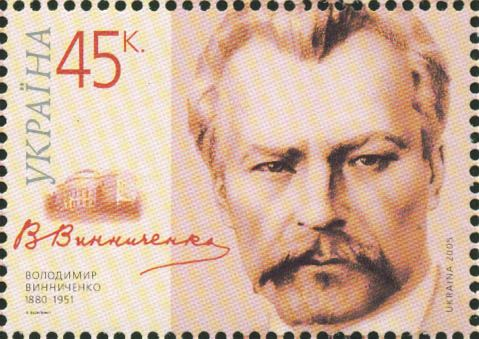 УКРАЇНА
45К.
В Винниченко
ВОЛОДИМИР
ВИННИЧЕНКО
1880-1951
UKRAINA 2005